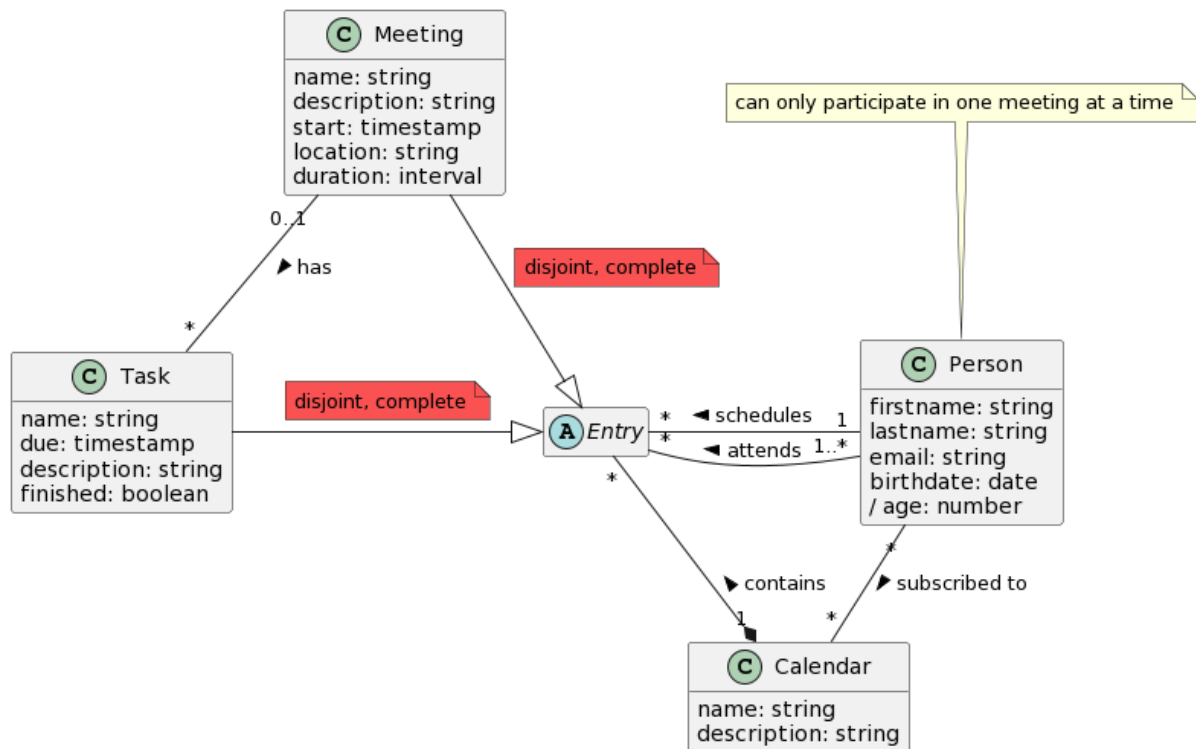 C Meeting
name: string
description: string
start: timestamp
location: string
duration: interval
can only participate in one meeting at a time
0..1
has
*
disjoint, complete
C Task
name: string
due: timestamp
description: string
finished: boolean
disjoint, complete
A Entry
* schedules 1
* attends 1..*
C Person
firstname: string
lastname: string
email: string
birthdate: date
/ age: number
*
contains
1
*
subscribed to
*
C Calendar
name: string
description: string